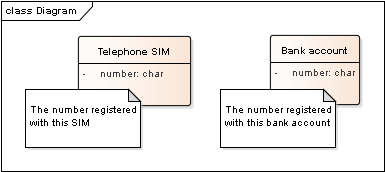 class Diagram
Telephone SIM
- number: char
The number registered
with this SIM
Bank account
- number: char
The number registered
with this bank account